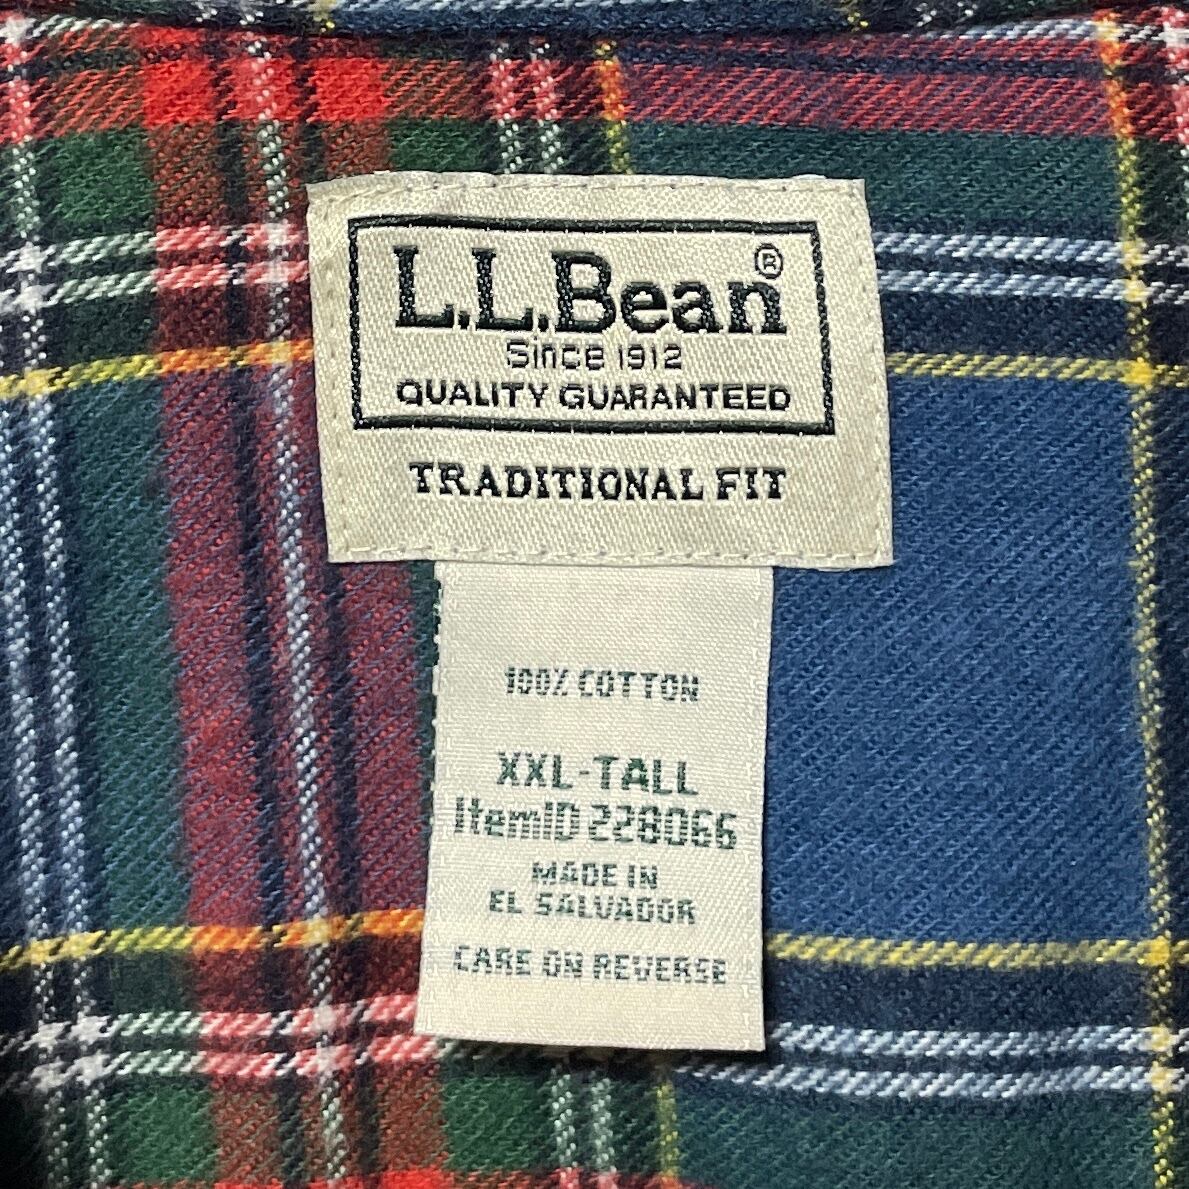 L.L.Bean®
Since 1912
QUALITY GUARANTEED
TRADITIONAL FIT
100% COTTON
XXL-TALL
ItemID 228066
MADE IN
EL SALVADOR
CARE ON REVERSE